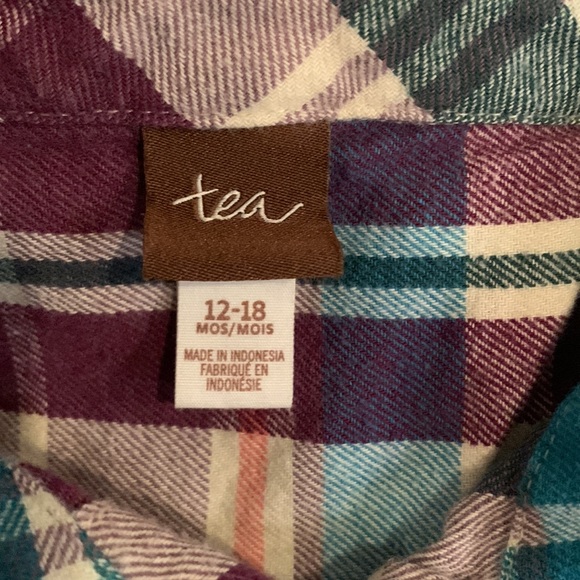 tea
12-18
MOS/MOIS
MADE IN INDONESIA
FABRIQUÉ EN
INDONÉSIE